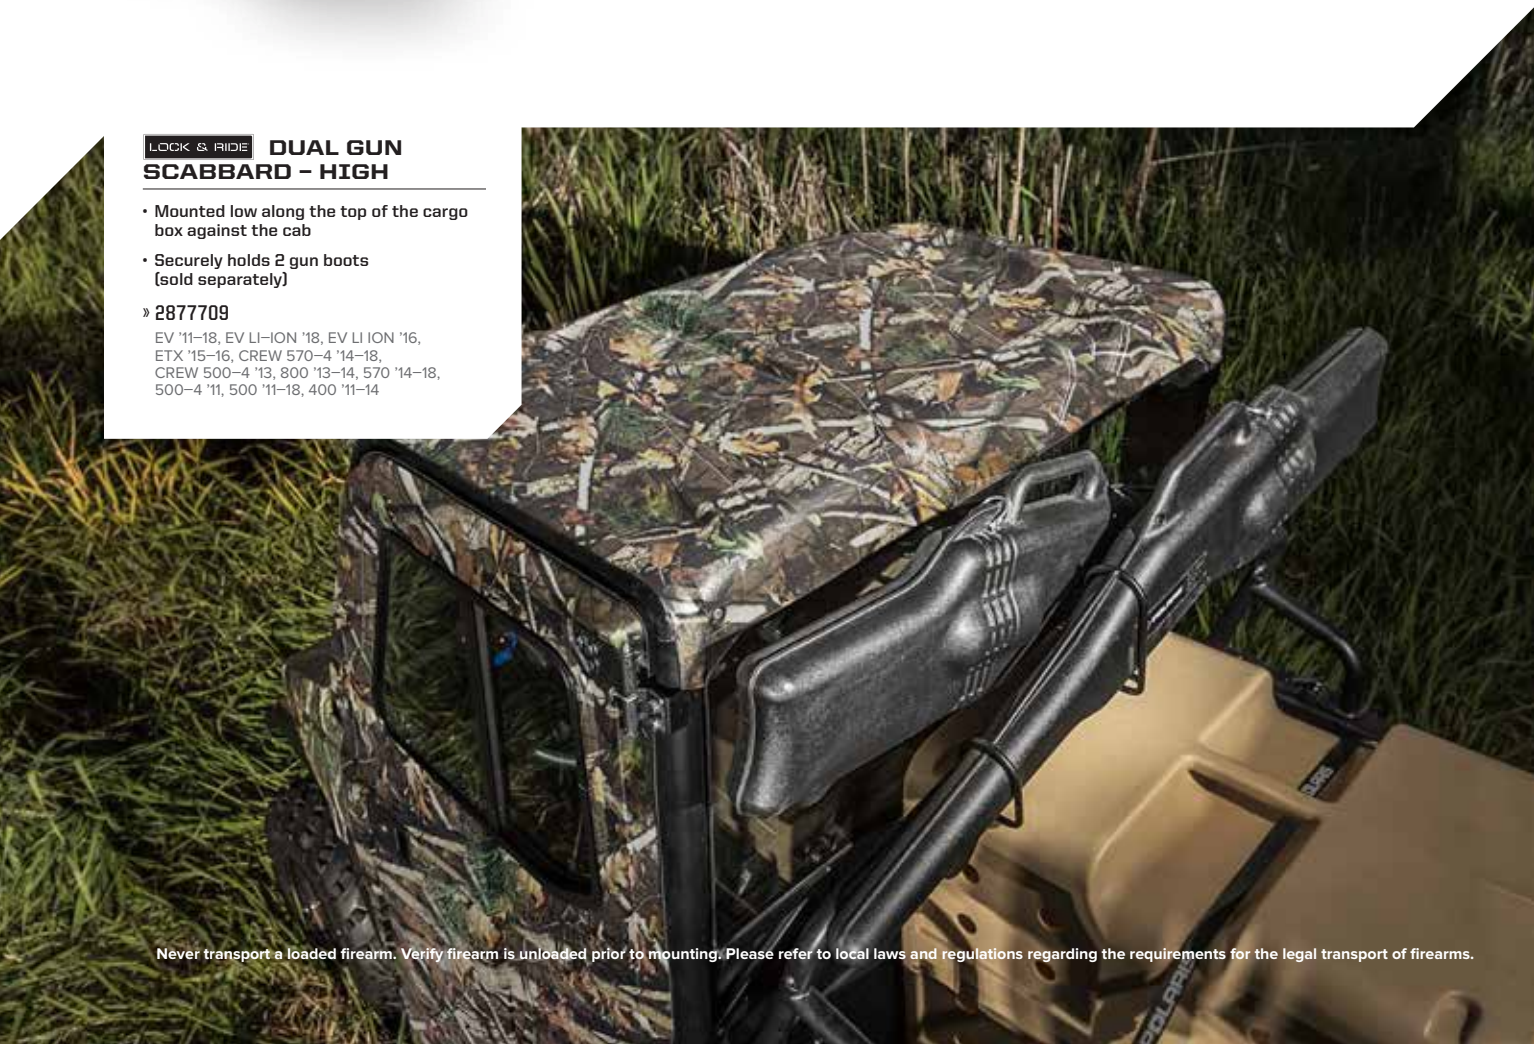 LOCK & RIDE DUAL GUN
SCABBARD – HIGH
• Mounted low along the top of the cargo
box against the cab
• Securely holds 2 gun boots
(sold separately)
» 2877709
EV ’11–18, EV LI–ION ’18, EV LI ION ’16,
ETX ’15–16, CREW 570–4 ’14–18,
CREW 500–4 ’13, 800 ’13–14, 570 ’14–18,
500–4 ’11, 500 ’11–18, 400 ’11–14
POLARIS
Never transport a loaded firearm. Verify firearm is unloaded prior to mounting. Please refer to local laws and regulations regarding the requirements for the legal transport of firearms.